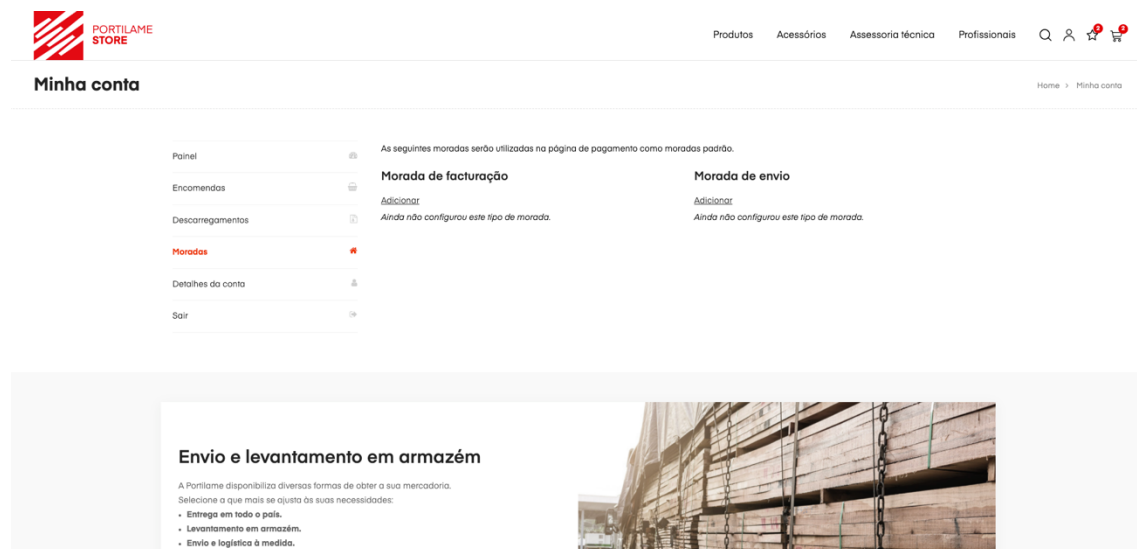 PORTILAME
STORE
Produtos
Acessórios
Assessoria técnica
Profissionais
2
2
Minha conta
Home > Minha conta
Painel
Encomendas
Descarregamentos
Moradas
Detalhes da conta
Sair
As seguintes moradas serão utilizadas na página de pagamento como moradas padrão.
Morada de facturação
Adicionar
Ainda não configurou este tipo de morada.
Morada de envio
Adicionar
Ainda não configurou este tipo de morada.
Envio e levantamento em armazém
A Portilame disponibiliza diversas formas de obter a sua mercadoria.
Selecione a que mais se ajusta às suas necessidades:
• Entrega em todo o país.
• Levantamento em armazém.
• Envio e logística à medida.